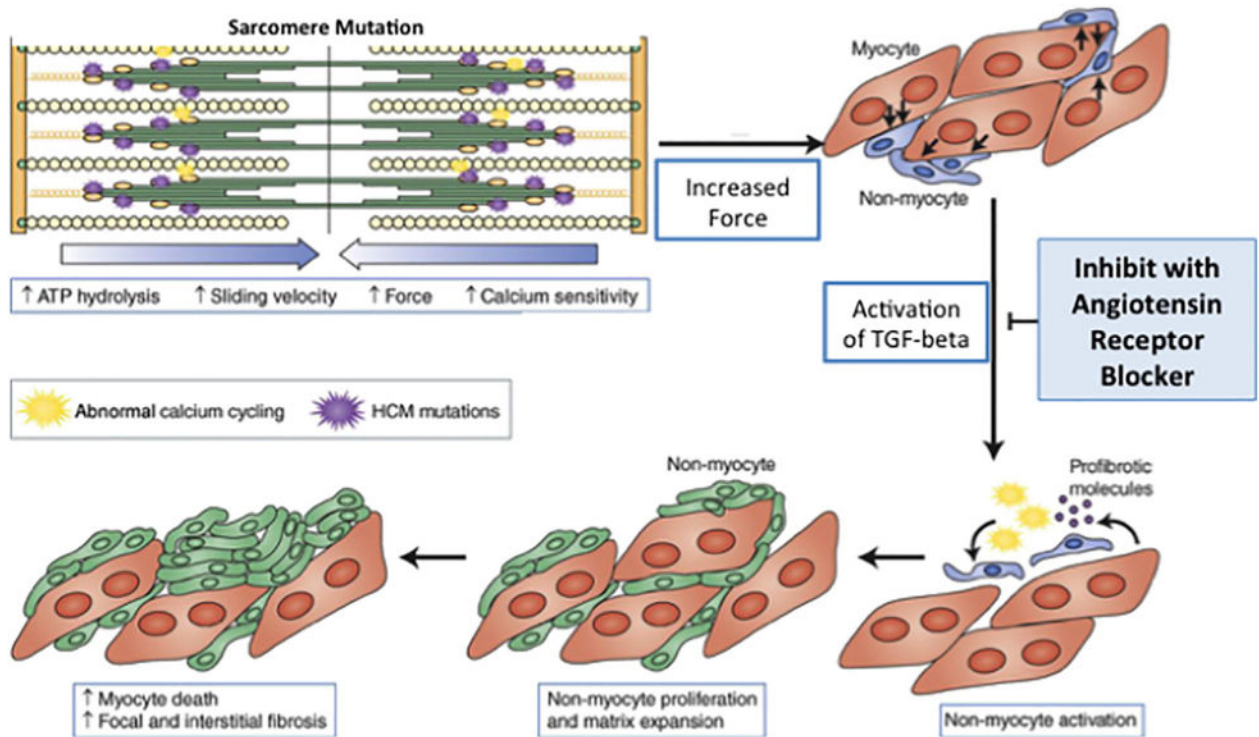 Sarcomere Mutation
↑ ATP hydrolysis ↑ Sliding velocity ↑ Force ↑ Calcium sensitivity
Increased
Force
Myocyte
Non-myocyte
Activation
of TGF-beta
Inhibit with
Angiotensin
Receptor
Blocker
Abnormal calcium cycling
HCM mutations
Profibrotic
molecules
Non-myocyte activation
Non-myocyte
Non-myocyte proliferation
and matrix expansion
↑ Myocyte death
↑ Focal and interstitial fibrosis